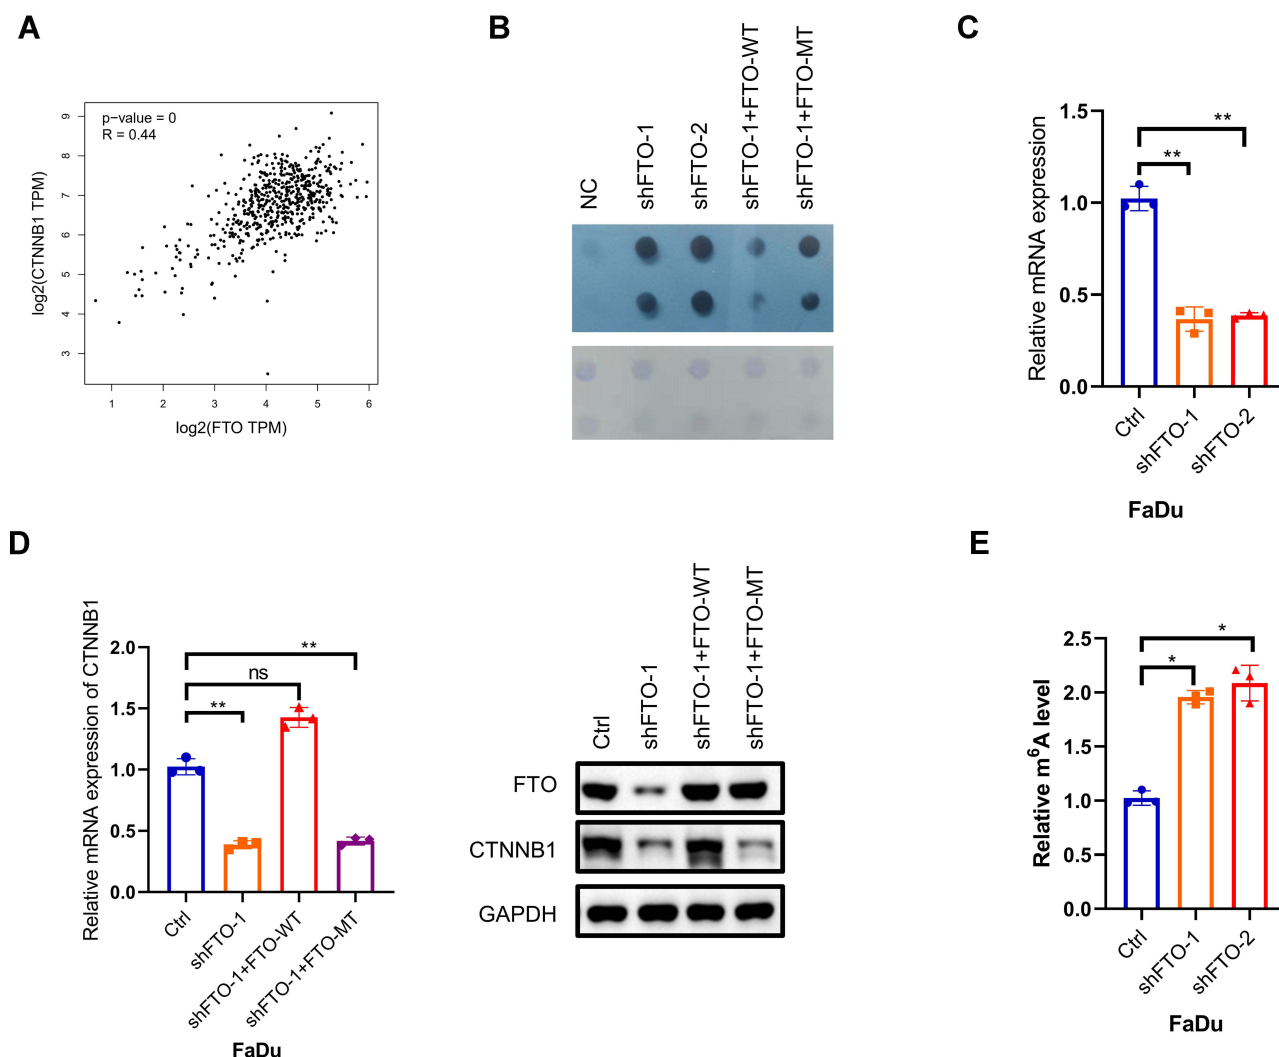 A
p−value = 0
R = 0.44
9
8
7
6
5
4
3
log2(CTNNB1 TPM)
1 2 3 4 5 6
log2(FTO TPM)
B
NC
shFTO-1
shFTO-2
shFTO-1+FTO-WT
shFTO-1+FTO-MT
C
Relative mRNA expression
1.5
1.0
0.5
0.0
**
**
Ctrl
shFTO-1
shFTO-2
FaDu
D
Relative mRNA expression of CTNNB1
2.0
1.5
1.0
0.5
0.0
**
ns
**
Ctrl
shFTO-1
shFTO-1+FTO-WT
shFTO-1+FTO-MT
FaDu
Ctrl
shFTO-1
shFTO-1+FTO-WT
shFTO-1+FTO-MT
FTO
CTNNB1
GAPDH
E
Relative m⁶A level
2.5
2.0
1.5
1.0
0.5
0.0
*
*
Ctrl
shFTO-1
shFTO-2
FaDu